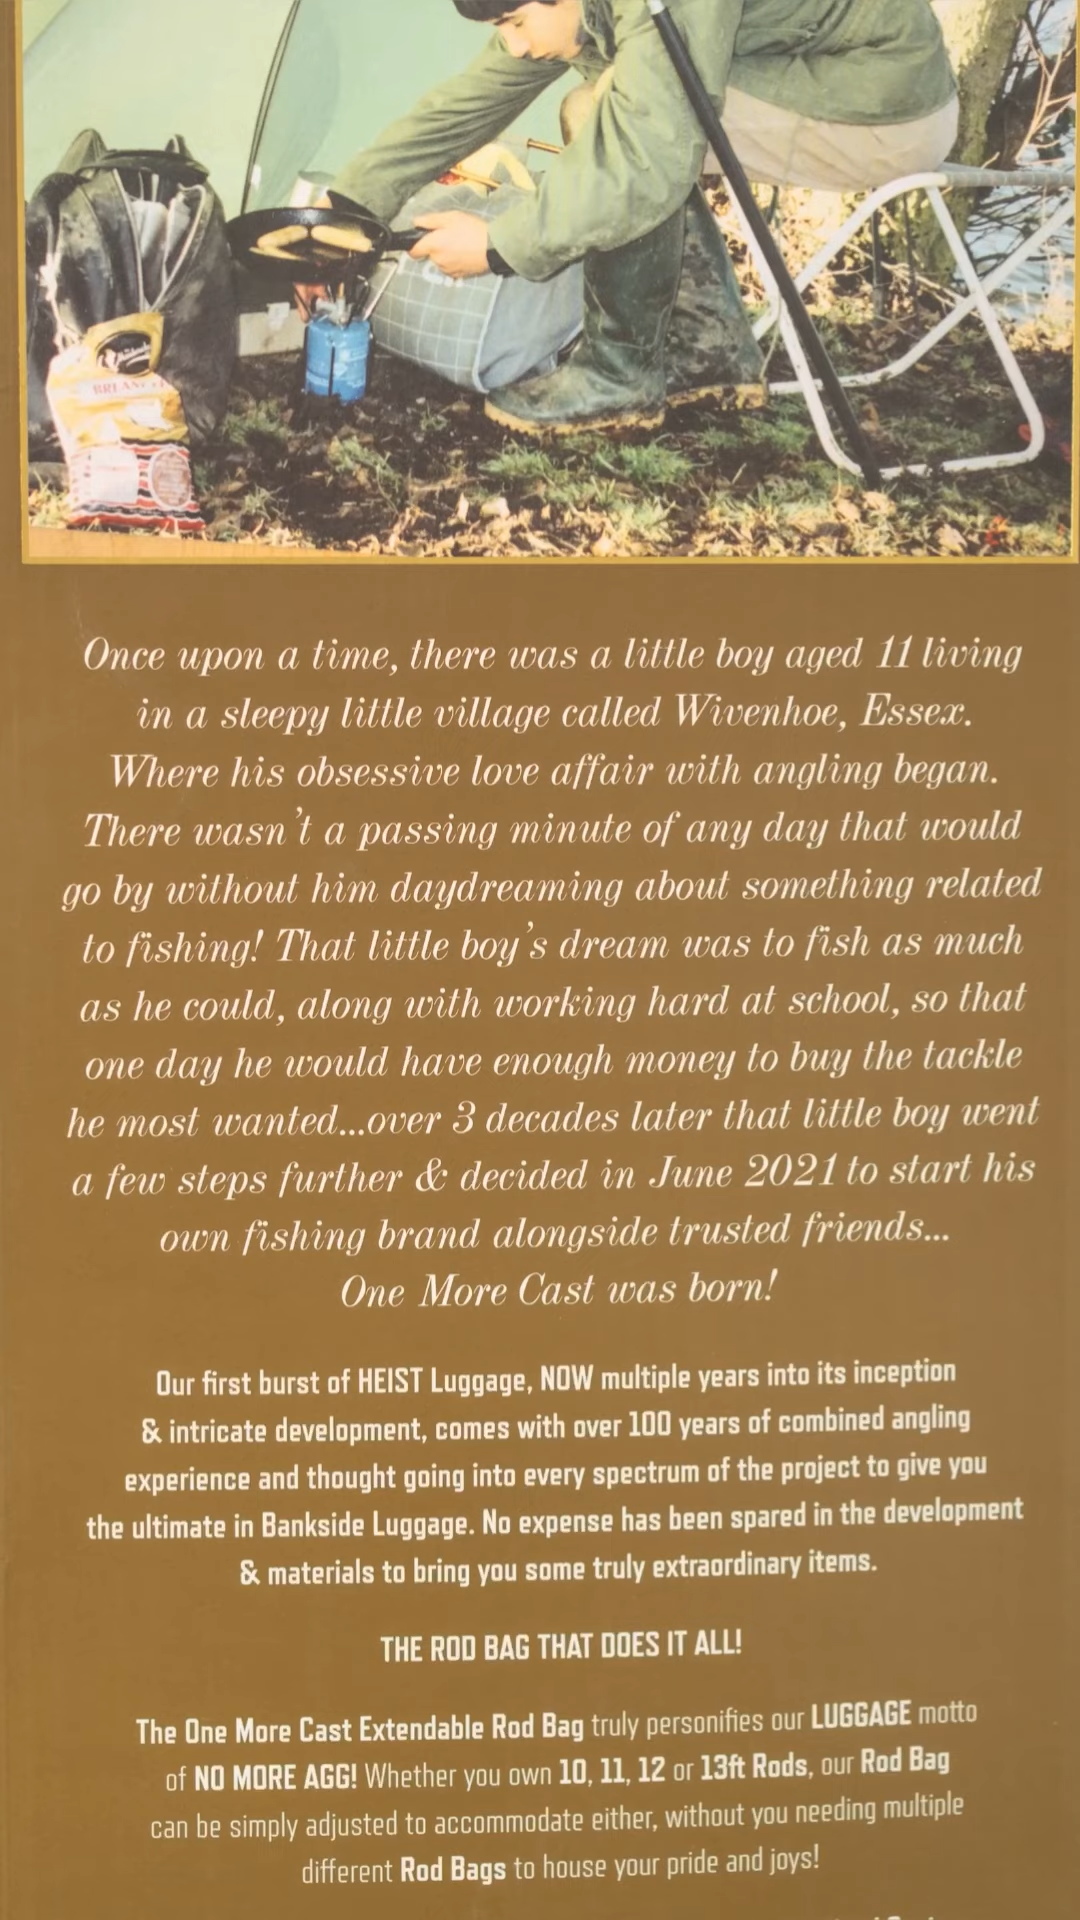 Once upon a time, there was a little boy aged 11 living
in a sleepy little village called Wivenhoe, Essex.
Where his obsessive love affair with angling began.
There wasn't a passing minute of any day that would
go by without him daydreaming about something related
to fishing! That little boy's dream was to fish as much
as he could, along with working hard at school, so that
one day he would have enough money to buy the tackle
he most wanted...over 3 decades later that little boy went
a few steps further & decided in June 2021 to start his
own fishing brand alongside trusted friends...
One More Cast was born!
Our first burst of HEIST Luggage, NOW multiple years into its inception
& intricate development, comes with over 100 years of combined angling
experience and thought going into every spectrum of the project to give you
the ultimate in Bankside Luggage. No expense has been spared in the development
& materials to bring you some truly extraordinary items.
THE ROD BAG THAT DOES IT ALL!
The One More Cast Extendable Rod Bag truly personifies our LUGGAGE motto
of NO MORE AGG! Whether you own 10, 11, 12 or 13ft Rods, our Rod Bag
can be simply adjusted to accommodate either, without you needing multiple
different Rod Bags to house your pride and joys!